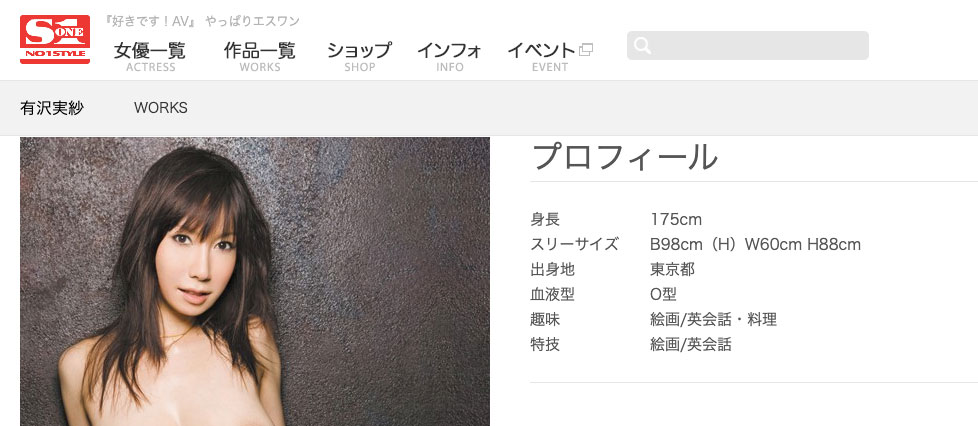 S1
ONE
NO.1 STYLE
『好きです！AV』 やっぱりエスワン
女優一覧 作品一覧 ショップ インフォ イベント
ACTRESS WORKS SHOP INFO EVENT
有沢実紗 WORKS
プロフィール
身長 175cm
スリーサイズ B98cm（H）W60cm H88cm
出身地 東京都
血液型 O型
趣味 絵画/英会話・料理
特技 絵画/英会話